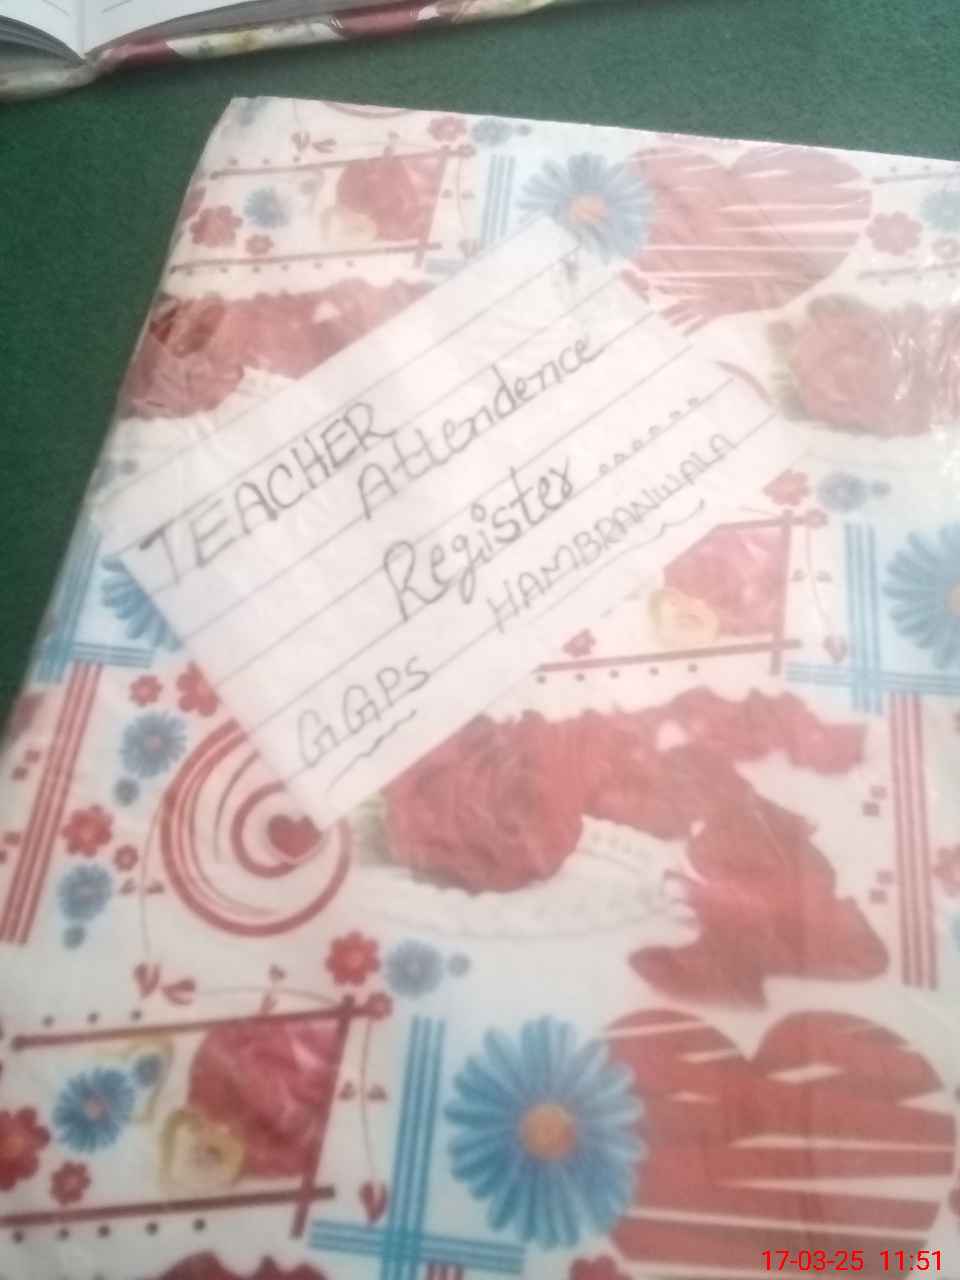 TEACHER
Attendence
Register......
GGPS HAMBRANWALA
17-03-25 11:51